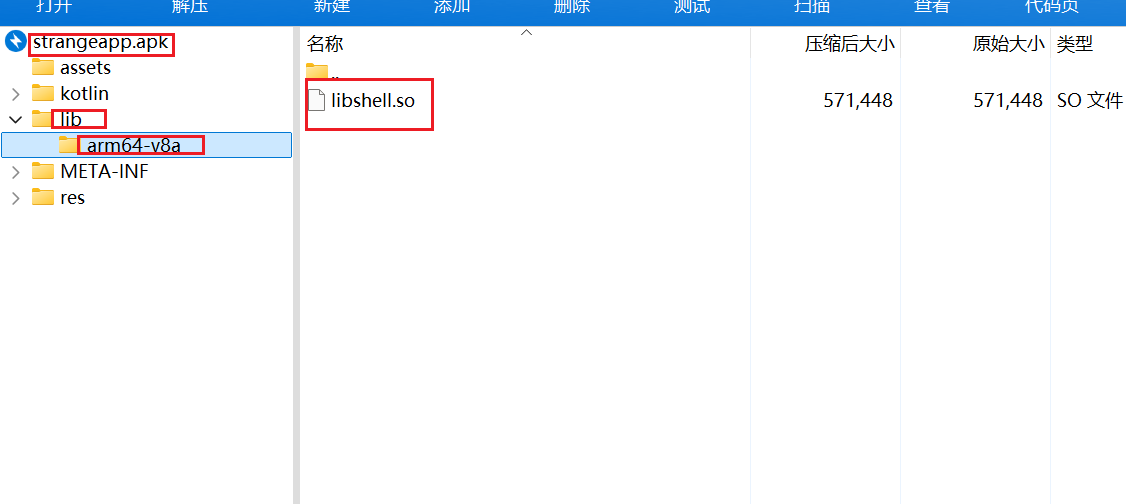 打开 解压 新建 添加 删除 测试 扫描 查看 代码页
strangeapp.apk
assets
kotlin
lib
arm64-v8a
META-INF
res
名称 压缩后大小 原始大小 类型
..
libshell.so 571,448 571,448 SO 文件